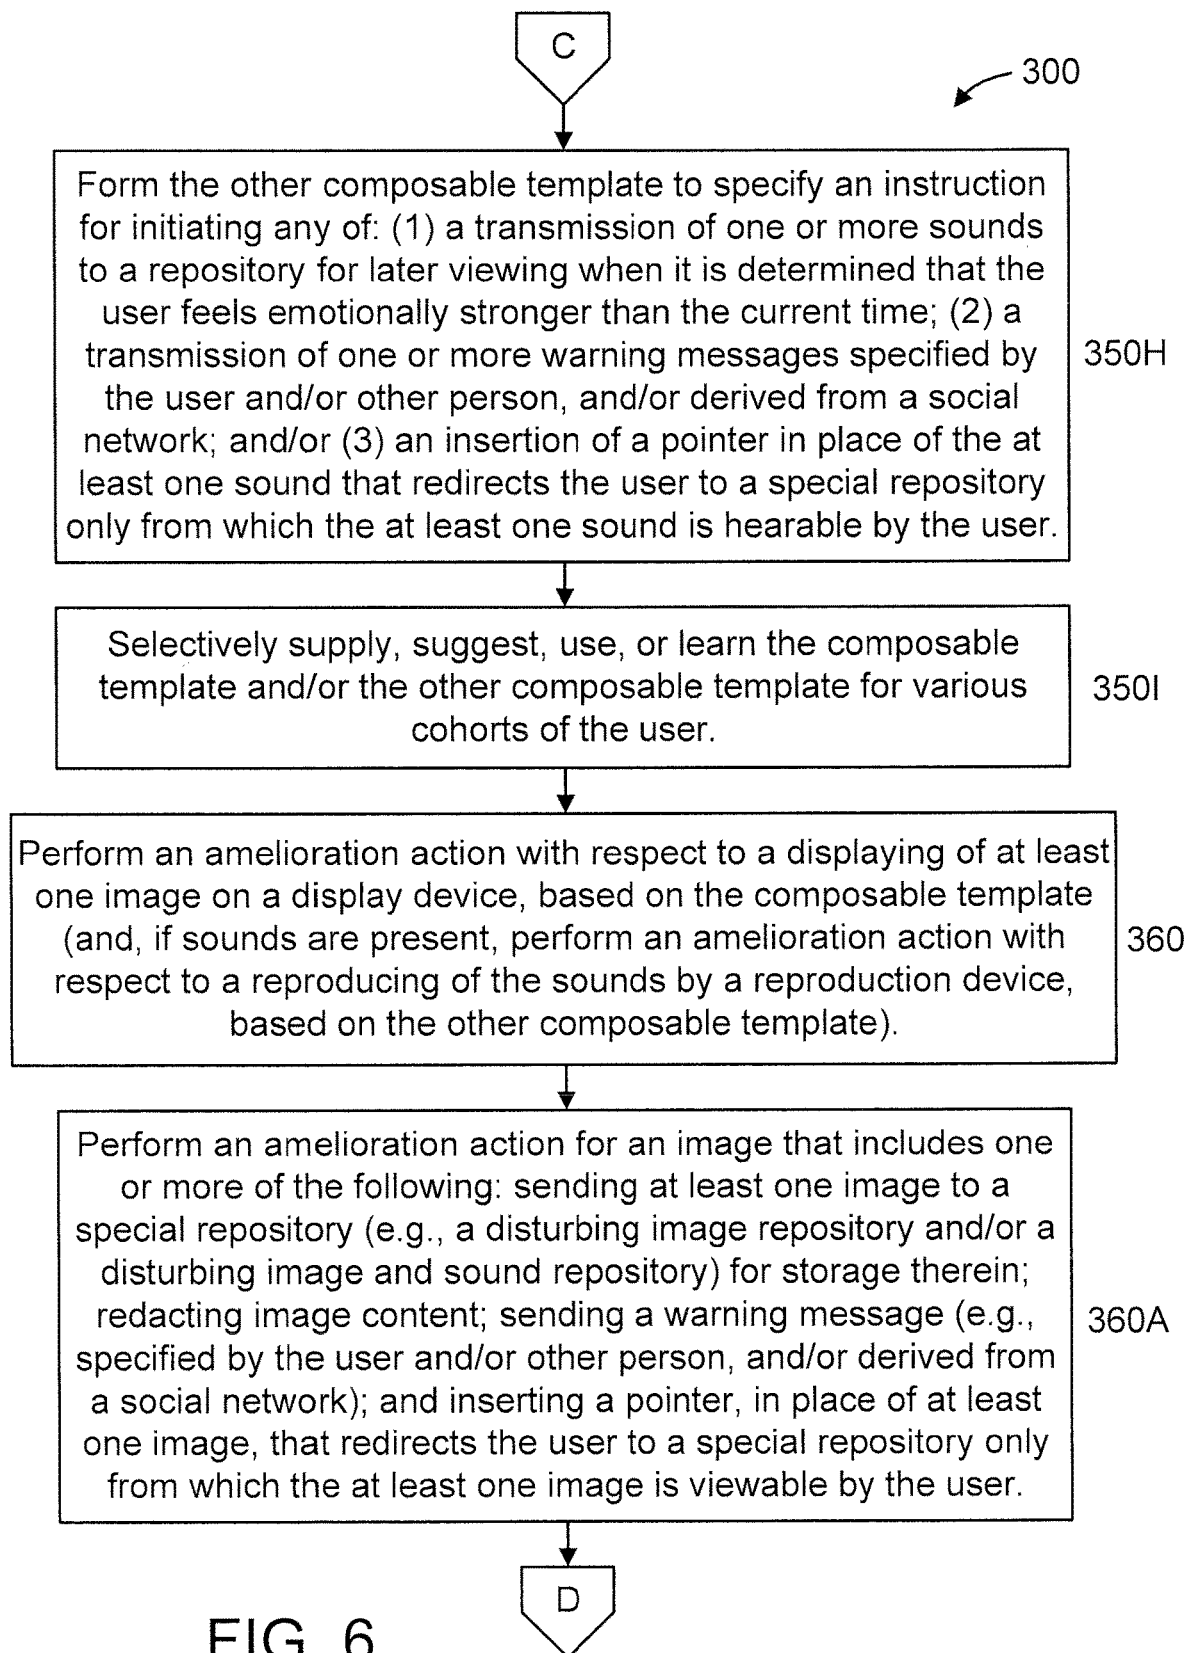 C
300
Form the other composable template to specify an instruction
for initiating any of: (1) a transmission of one or more sounds
to a repository for later viewing when it is determined that the
user feels emotionally stronger than the current time; (2) a
transmission of one or more warning messages specified by
the user and/or other person, and/or derived from a social
network; and/or (3) an insertion of a pointer in place of the at
least one sound that redirects the user to a special repository
only from which the at least one sound is hearable by the user.
350H
Selectively supply, suggest, use, or learn the composable
template and/or the other composable template for various
cohorts of the user.
350I
Perform an amelioration action with respect to a displaying of at least
one image on a display device, based on the composable template
(and, if sounds are present, perform an amelioration action with
respect to a reproducing of the sounds by a reproduction device,
based on the other composable template).
360
Perform an amelioration action for an image that includes one
or more of the following: sending at least one image to a
special repository (e.g., a disturbing image repository and/or a
disturbing image and sound repository) for storage therein;
redacting image content; sending a warning message (e.g.,
specified by the user and/or other person, and/or derived from
a social network); and inserting a pointer, in place of at least
one image, that redirects the user to a special repository only
from which the at least one image is viewable by the user.
360A
D
FIG. 6